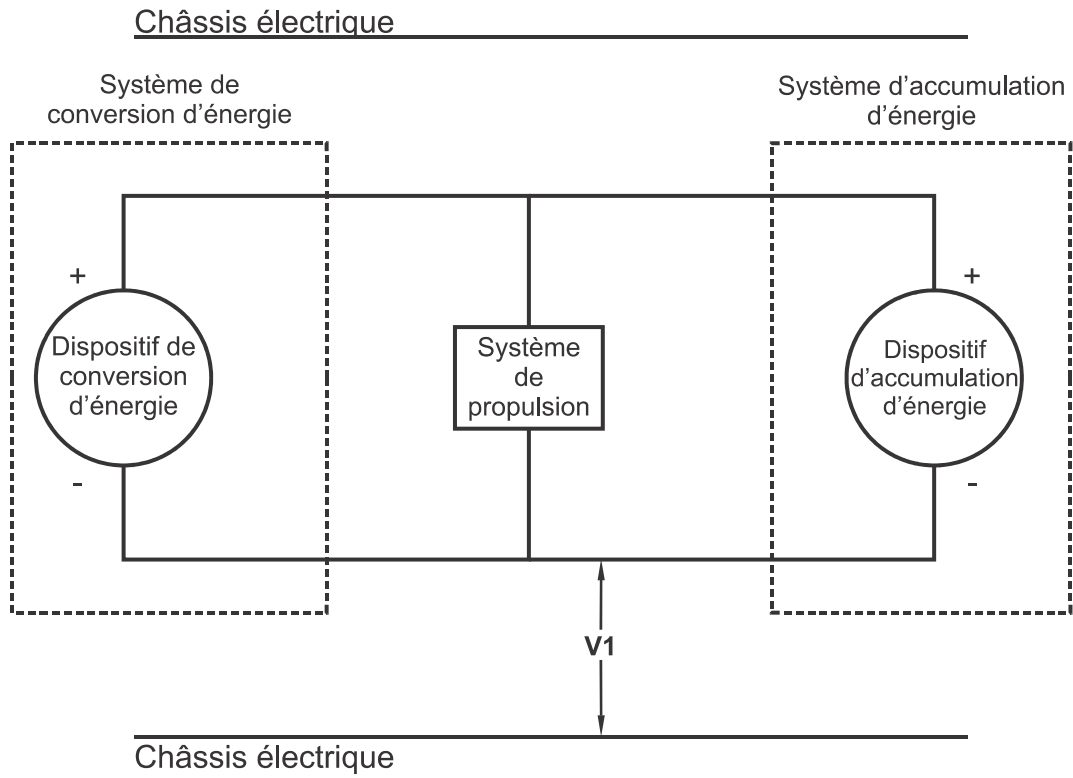 Châssis électrique
Système de
conversion d'énergie
Système d'accumulation
d'énergie
+
Dispositif de
conversion
d'énergie
-
Système
de
propulsion
+
Dispositif
d'accumulation
d'énergie
-
V1
Châssis électrique